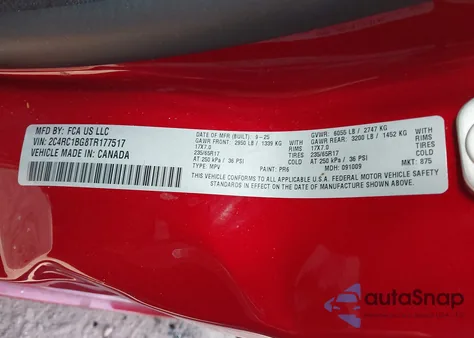 MFD BY: FCA US LLC
VIN: 2C4RC1BG8TR177517
VEHICLE MADE IN: CANADA
DATE OF MFR (BUILT): 9-25 GVWR: 6055 LB / 2747 KG
GAWR FRONT: 2950 LB / 1339 KG WITH GAWR REAR: 3200 LB / 1452 KG WITH
17X7.0 RIMS 17X7.0 RIMS
235/65R17 TIRES 235/65R17 TIRES
AT 250 kPa / 36 PSI COLD AT 250 kPa / 36 PSI COLD
TYPE: MPV PAINT: PR6 MDH: 091009 MKT: 875
THIS VEHICLE CONFORMS TO ALL APPLICABLE U.S.A. FEDERAL MOTOR VEHICLE SAFETY
STANDARDS IN EFFECT ON THE DATE OF MANUFACTURE SHOWN ABOVE.
autoSnap